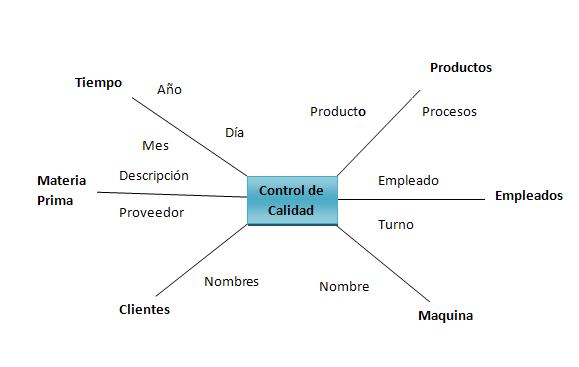 Productos
Tiempo
Año
Producto
Procesos
Día
Mes
Descripción
Materia
Prima
Empleado
Control de
Calidad
Empleados
Proveedor
Turno
Nombres
Nombre
Clientes
Maquina